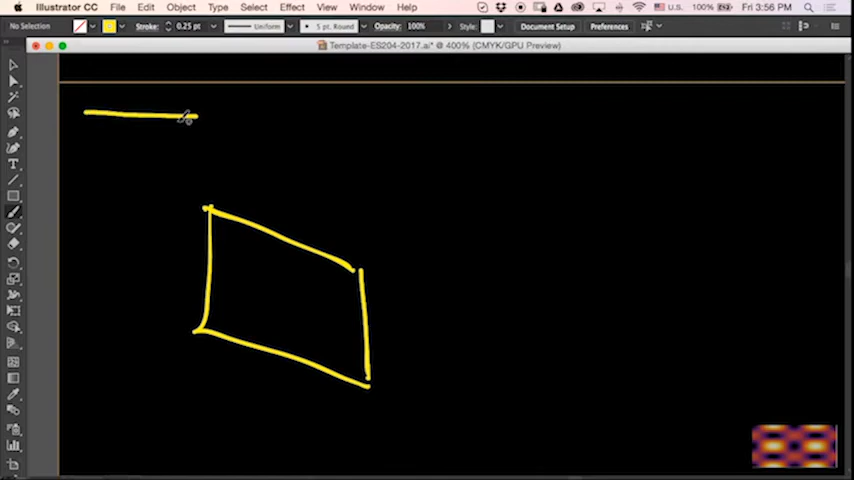 Illustrator CC File Edit Object Type Select Effect View Window Help U.S. 100% Fri 3:56 PM
No Selection Stroke: 0.25 pt Uniform 5 pt. Round Opacity: 100% Style: Document Setup Preferences
Template-ES204-2017.ai* @ 400% (CMYK/GPU Preview)
T